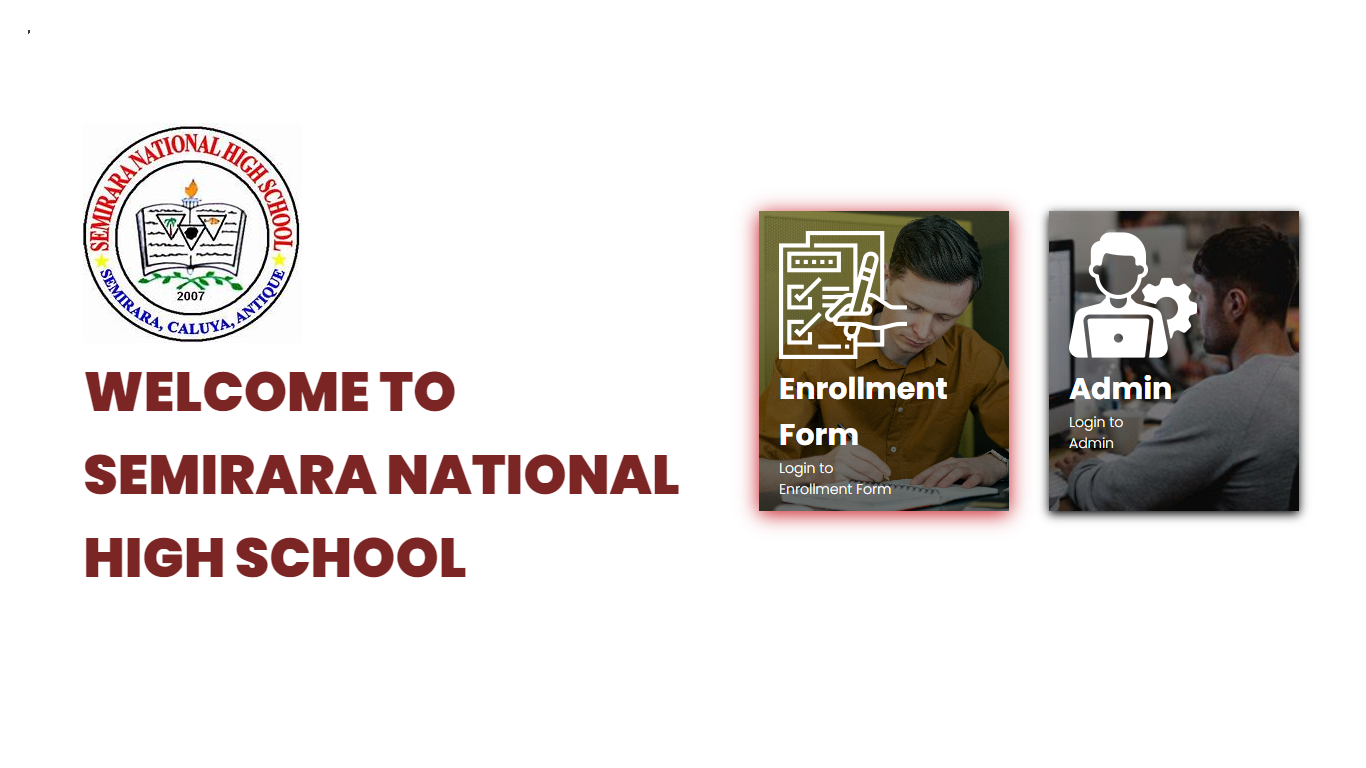 ,
SEMIRARA NATIONAL HIGH SCHOOL
2007
SEMIRARA, CALUYA, ANTIQUE
WELCOME TO
SEMIRARA NATIONAL
HIGH SCHOOL
Enrollment
Form
Login to
Enrollment Form
Admin
Login to
Admin